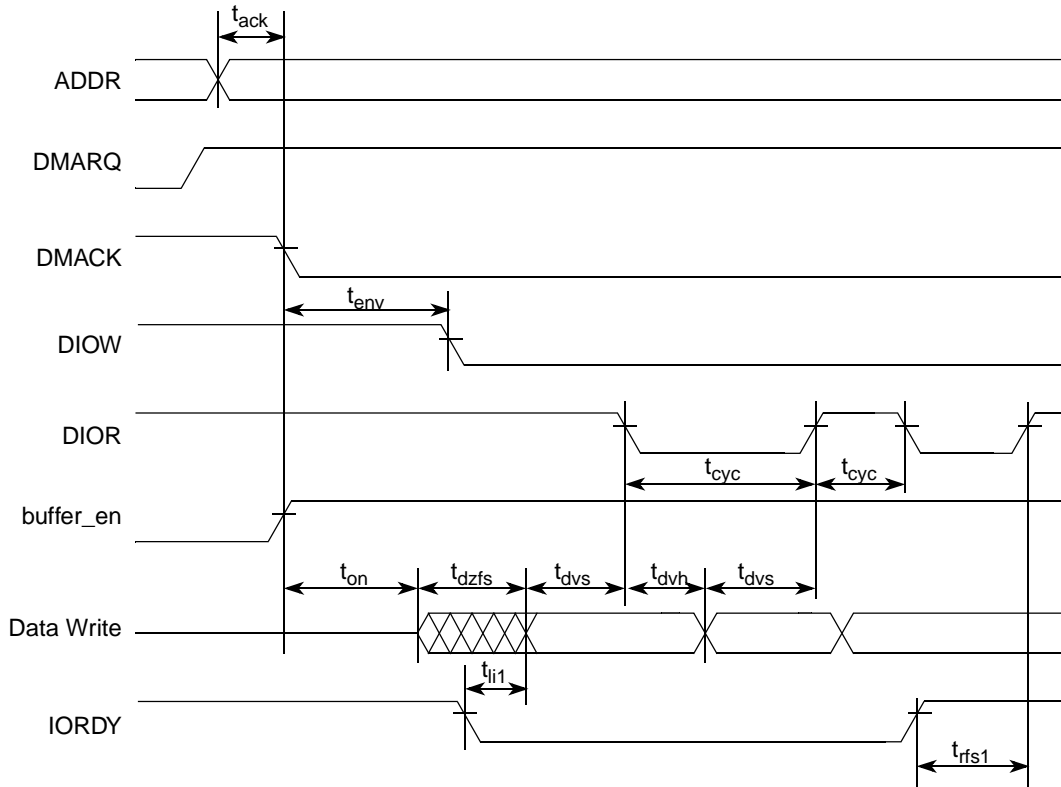 tack
ADDR
DMARQ
DMACK
tenv
DIOW
DIOR
tcyc tcyc
buffer_en
ton tdzfs tdvs tdvh tdvs
Data Write
tli1
IORDY
trfs1